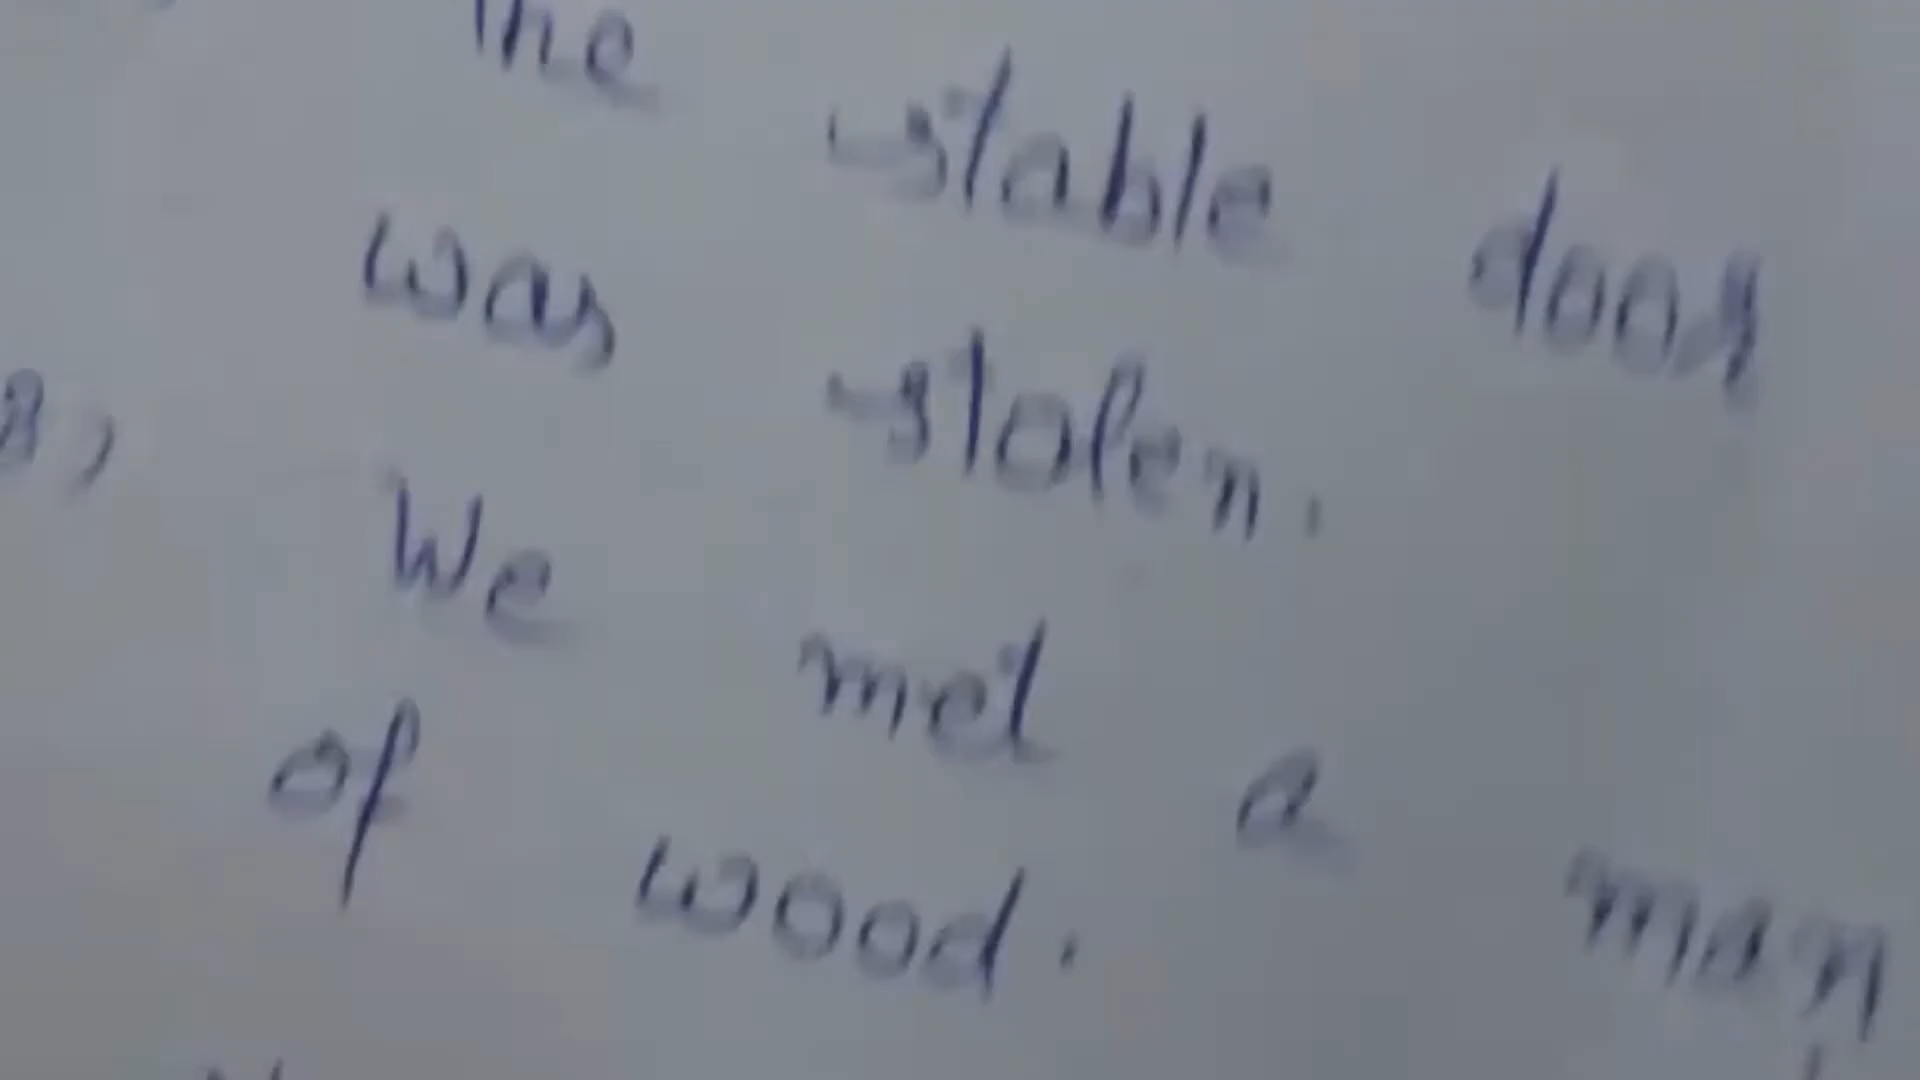 the stable door
was stolen.
8) We met a man
of wood.